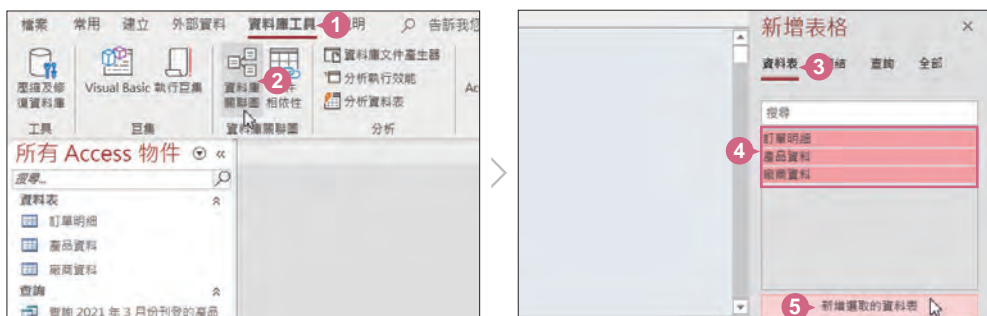 檔案 常用 建立 外部資料 資料庫工具 1 明 告訴我您
壓縮及修復資料庫
Visual Basic 執行巨集
資料庫關聯圖 2 相依性
資料庫文件產生器
分析執行效能
分析資料表
工具 巨集 資料庫關聯圖 分析
所有 Access 物件
搜尋...
資料表
訂單明細
產品資料
廠商資料
查詢
查詢 2021 年 3 月份刊登的產品
新增表格
資料表 3 結 查詢 全部
搜尋
4
訂單明細
產品資料
廠商資料
5 新增選取的資料表